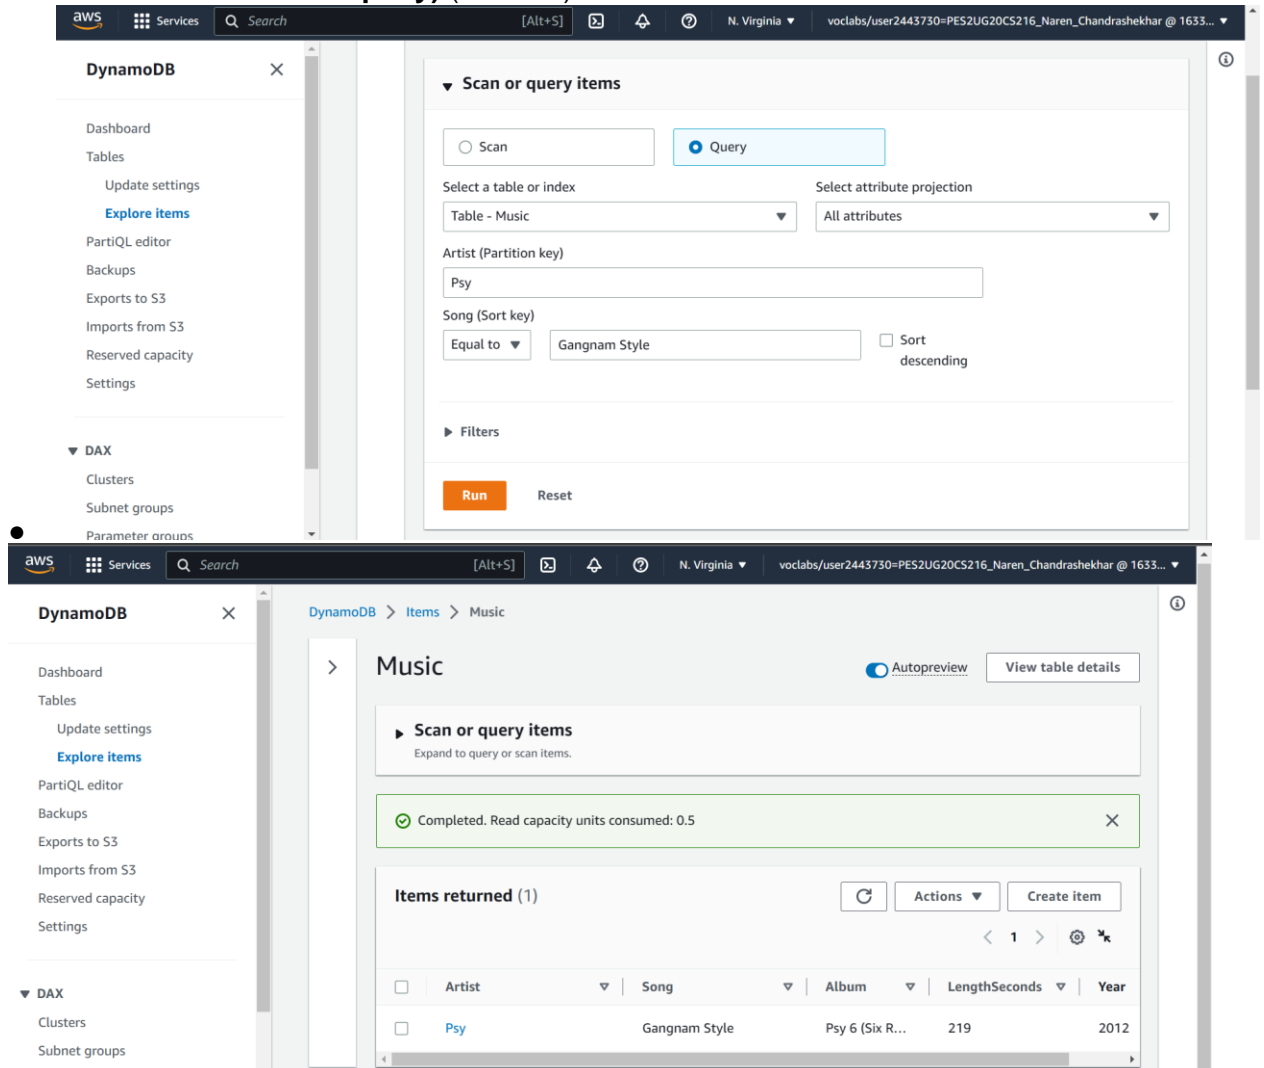 aws Services Search [Alt+S] N. Virginia ▼ voclabs/user2443730=PES2UG20CS216_Naren_Chandrashekhar @ 1633... ▼
DynamoDB
Dashboard
Tables
Update settings
Explore items
PartiQL editor
Backups
Exports to S3
Imports from S3
Reserved capacity
Settings
▼ DAX
Clusters
Subnet groups
Parameter groups
▼ Scan or query items
Scan
Query
Select a table or index
Select attribute projection
Table - Music
All attributes
Artist (Partition key)
Psy
Song (Sort key)
Equal to ▼
Gangnam Style
Sort
descending
▶ Filters
Run
Reset
aws Services Search [Alt+S] N. Virginia ▼ voclabs/user2443730=PES2UG20CS216_Naren_Chandrashekhar @ 1633... ▼
DynamoDB
Dashboard
Tables
Update settings
Explore items
PartiQL editor
Backups
Exports to S3
Imports from S3
Reserved capacity
Settings
▼ DAX
Clusters
Subnet groups
DynamoDB > Items > Music
Music
Autopreview
View table details
▶ Scan or query items
Expand to query or scan items.
Completed. Read capacity units consumed: 0.5
Items returned (1)
Actions ▼
Create item
< 1 >
Artist Song Album LengthSeconds Year
Psy Gangnam Style Psy 6 (Six R... 219 2012